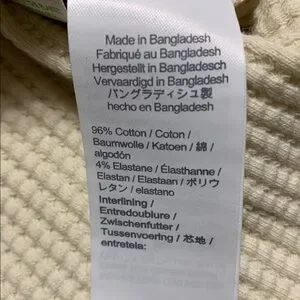 Made in Bangladesh
Fabriqué au Bangladesh
Hergestellt in Bangladesch
Vervaardigd in Bangladesh
バングラディシュ製
hecho en Bangladesh
96% Cotton / Coton /
Baumwolle / Katoen / 綿 /
algodón
4% Elastane / Élasthanne /
Elastan / Elastaan / ポリウ
レタン / elastano
Interlining /
Entredoublure /
Zwischenfutter /
Tussenvoering / 芯地 /
entretela: